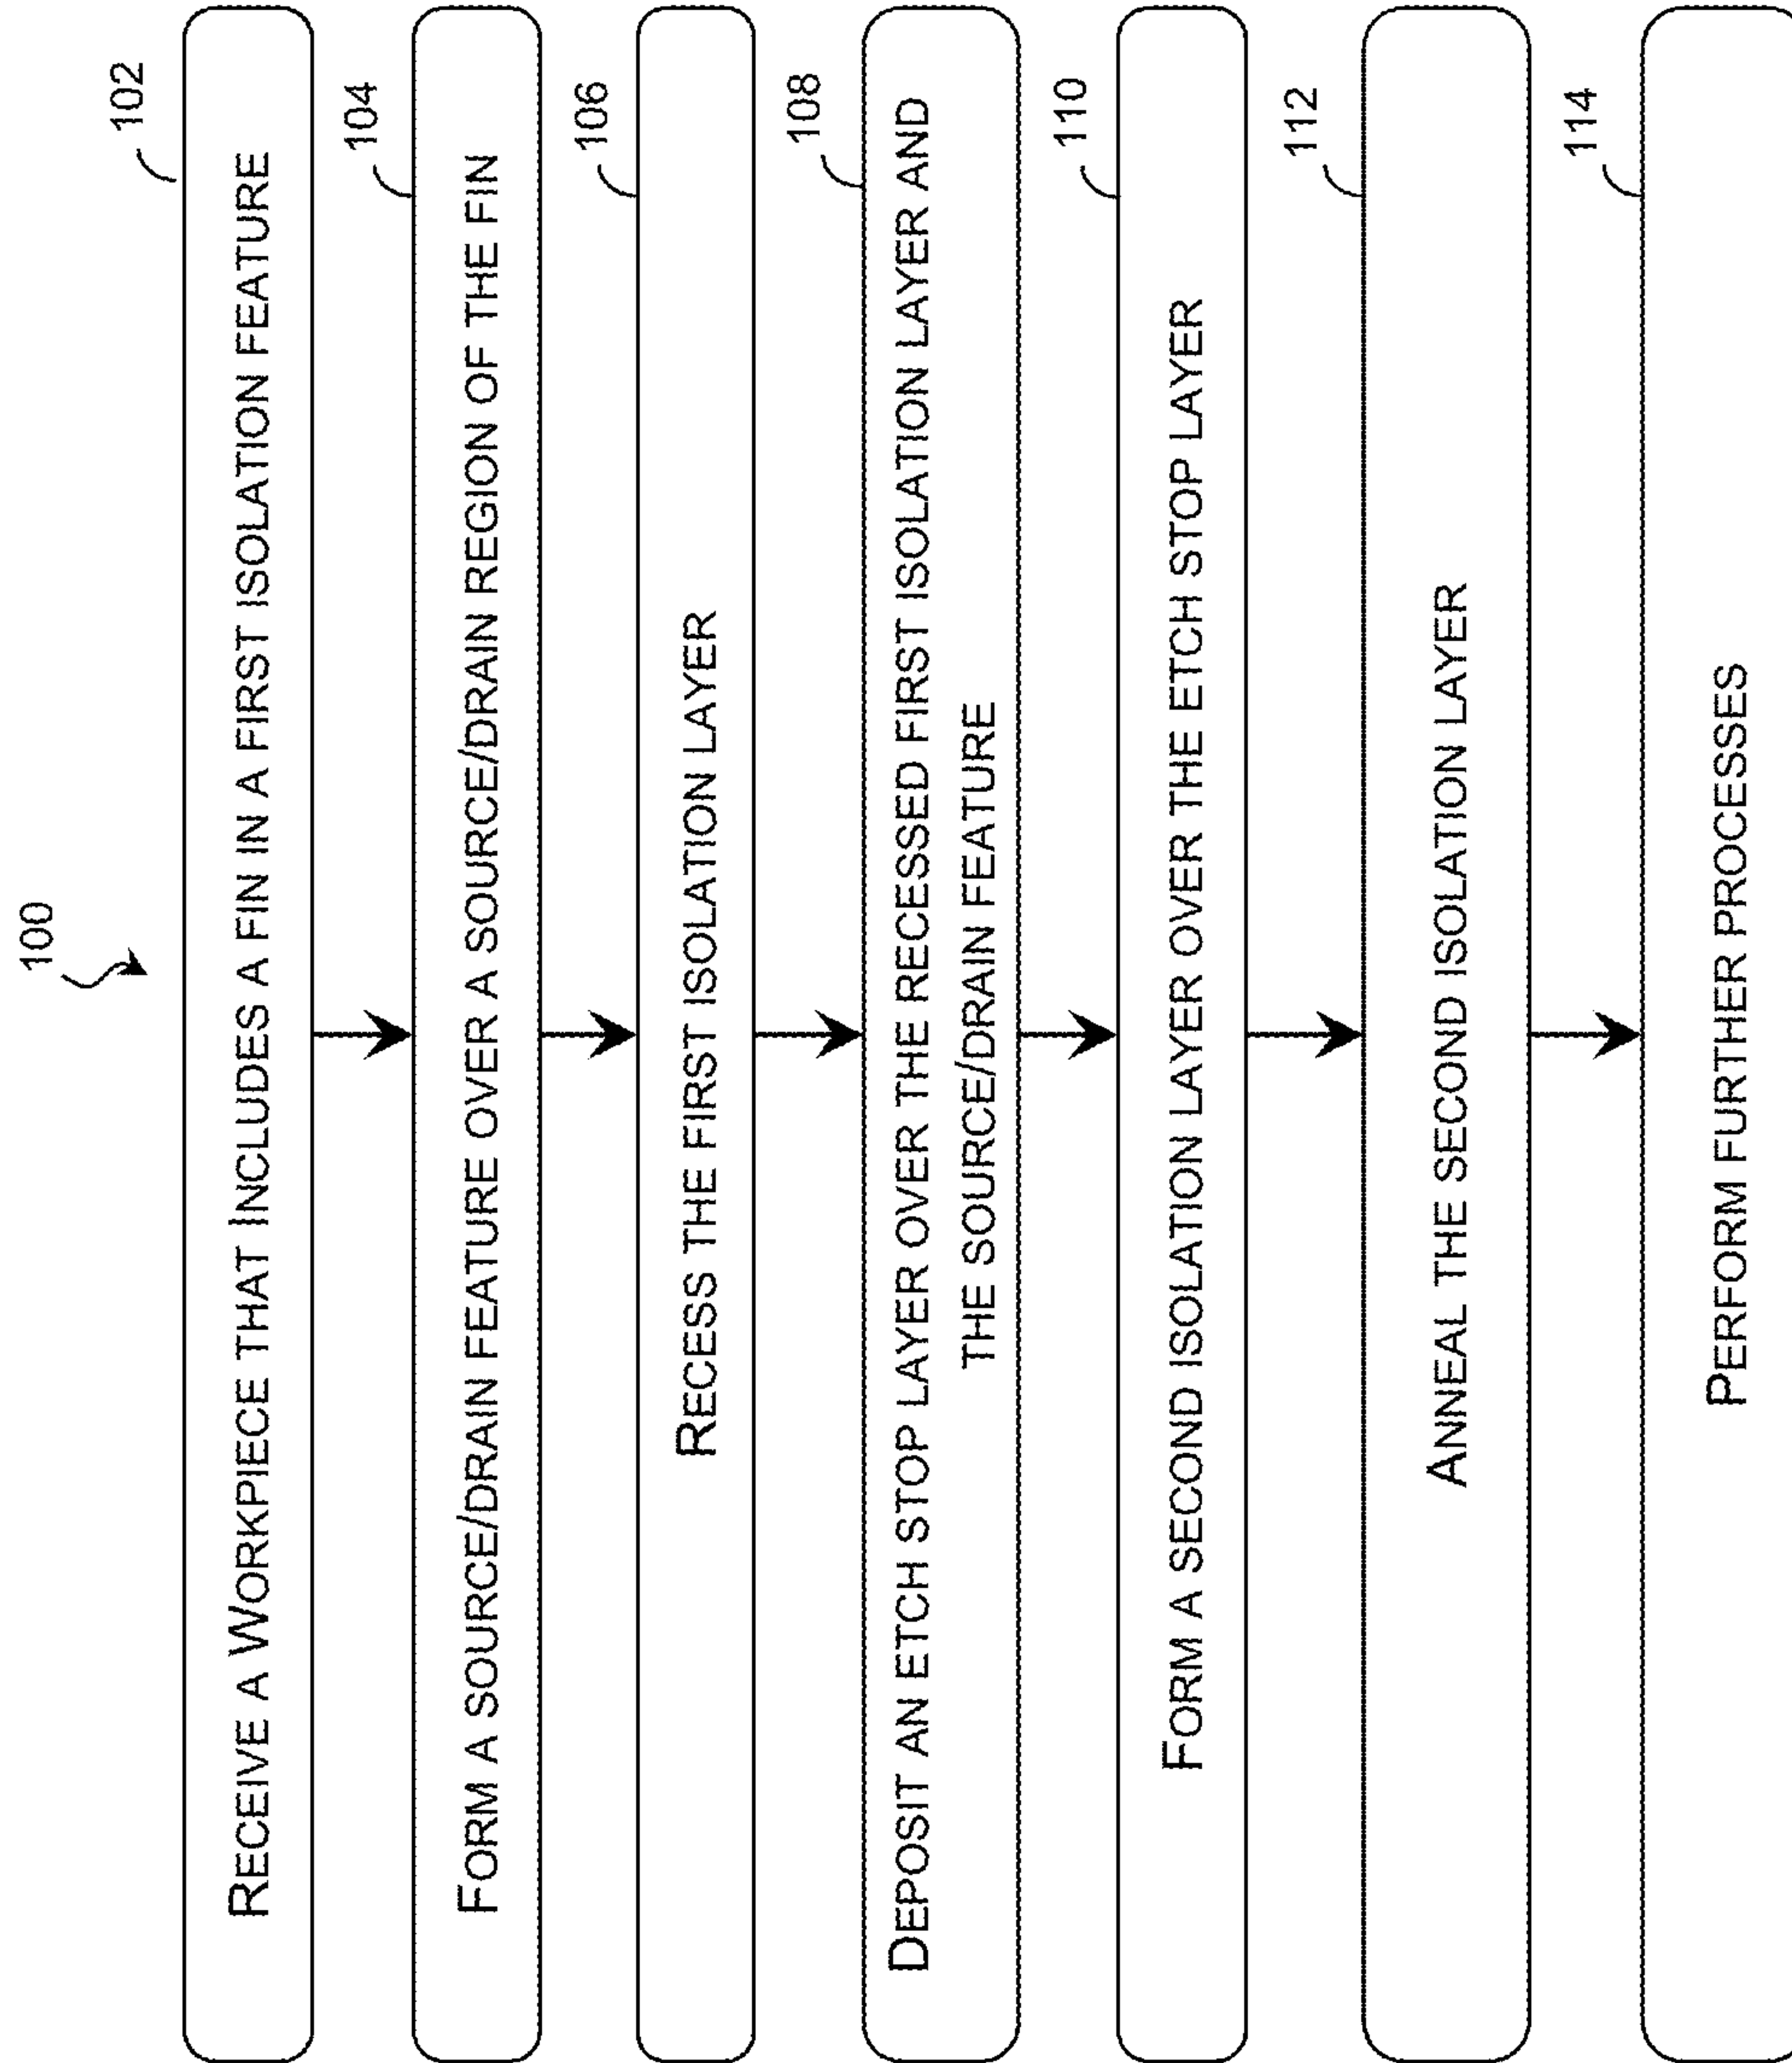 100
102
RECEIVE A WORKPIECE THAT INCLUDES A FIN IN A FIRST ISOLATION FEATURE
104
FORM A SOURCE/DRAIN FEATURE OVER A SOURCE/DRAIN REGION OF THE FIN
106
RECESS THE FIRST ISOLATION LAYER
108
DEPOSIT AN ETCH STOP LAYER OVER THE RECESSED FIRST ISOLATION LAYER AND
THE SOURCE/DRAIN FEATURE
110
FORM A SECOND ISOLATION LAYER OVER THE ETCH STOP LAYER
112
ANNEAL THE SECOND ISOLATION LAYER
114
PERFORM FURTHER PROCESSES